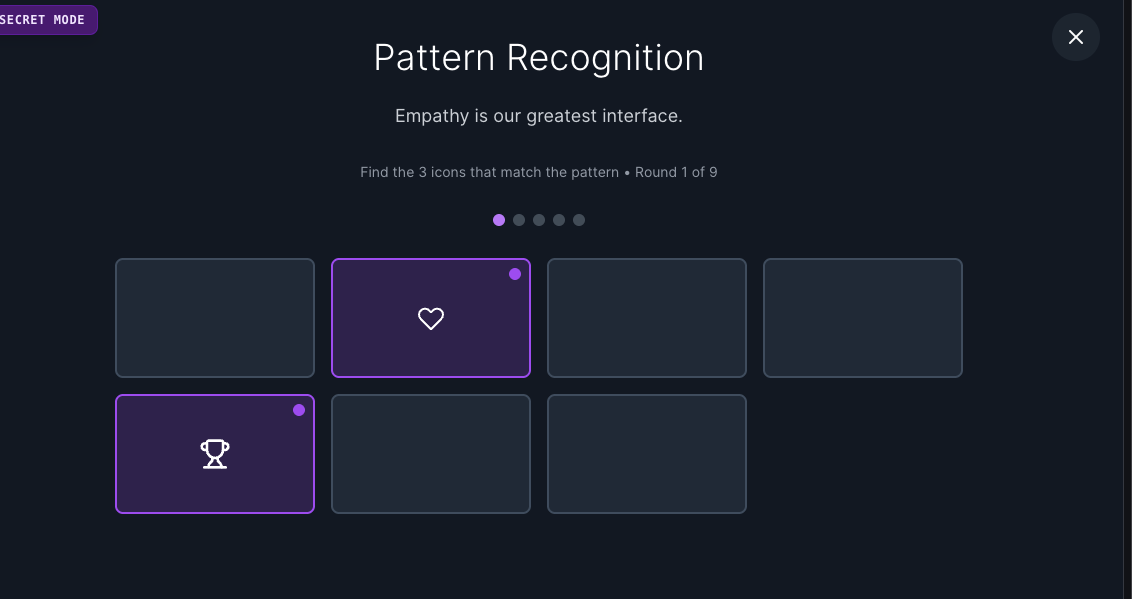 SECRET MODE
Pattern Recognition
Empathy is our greatest interface.
Find the 3 icons that match the pattern • Round 1 of 9